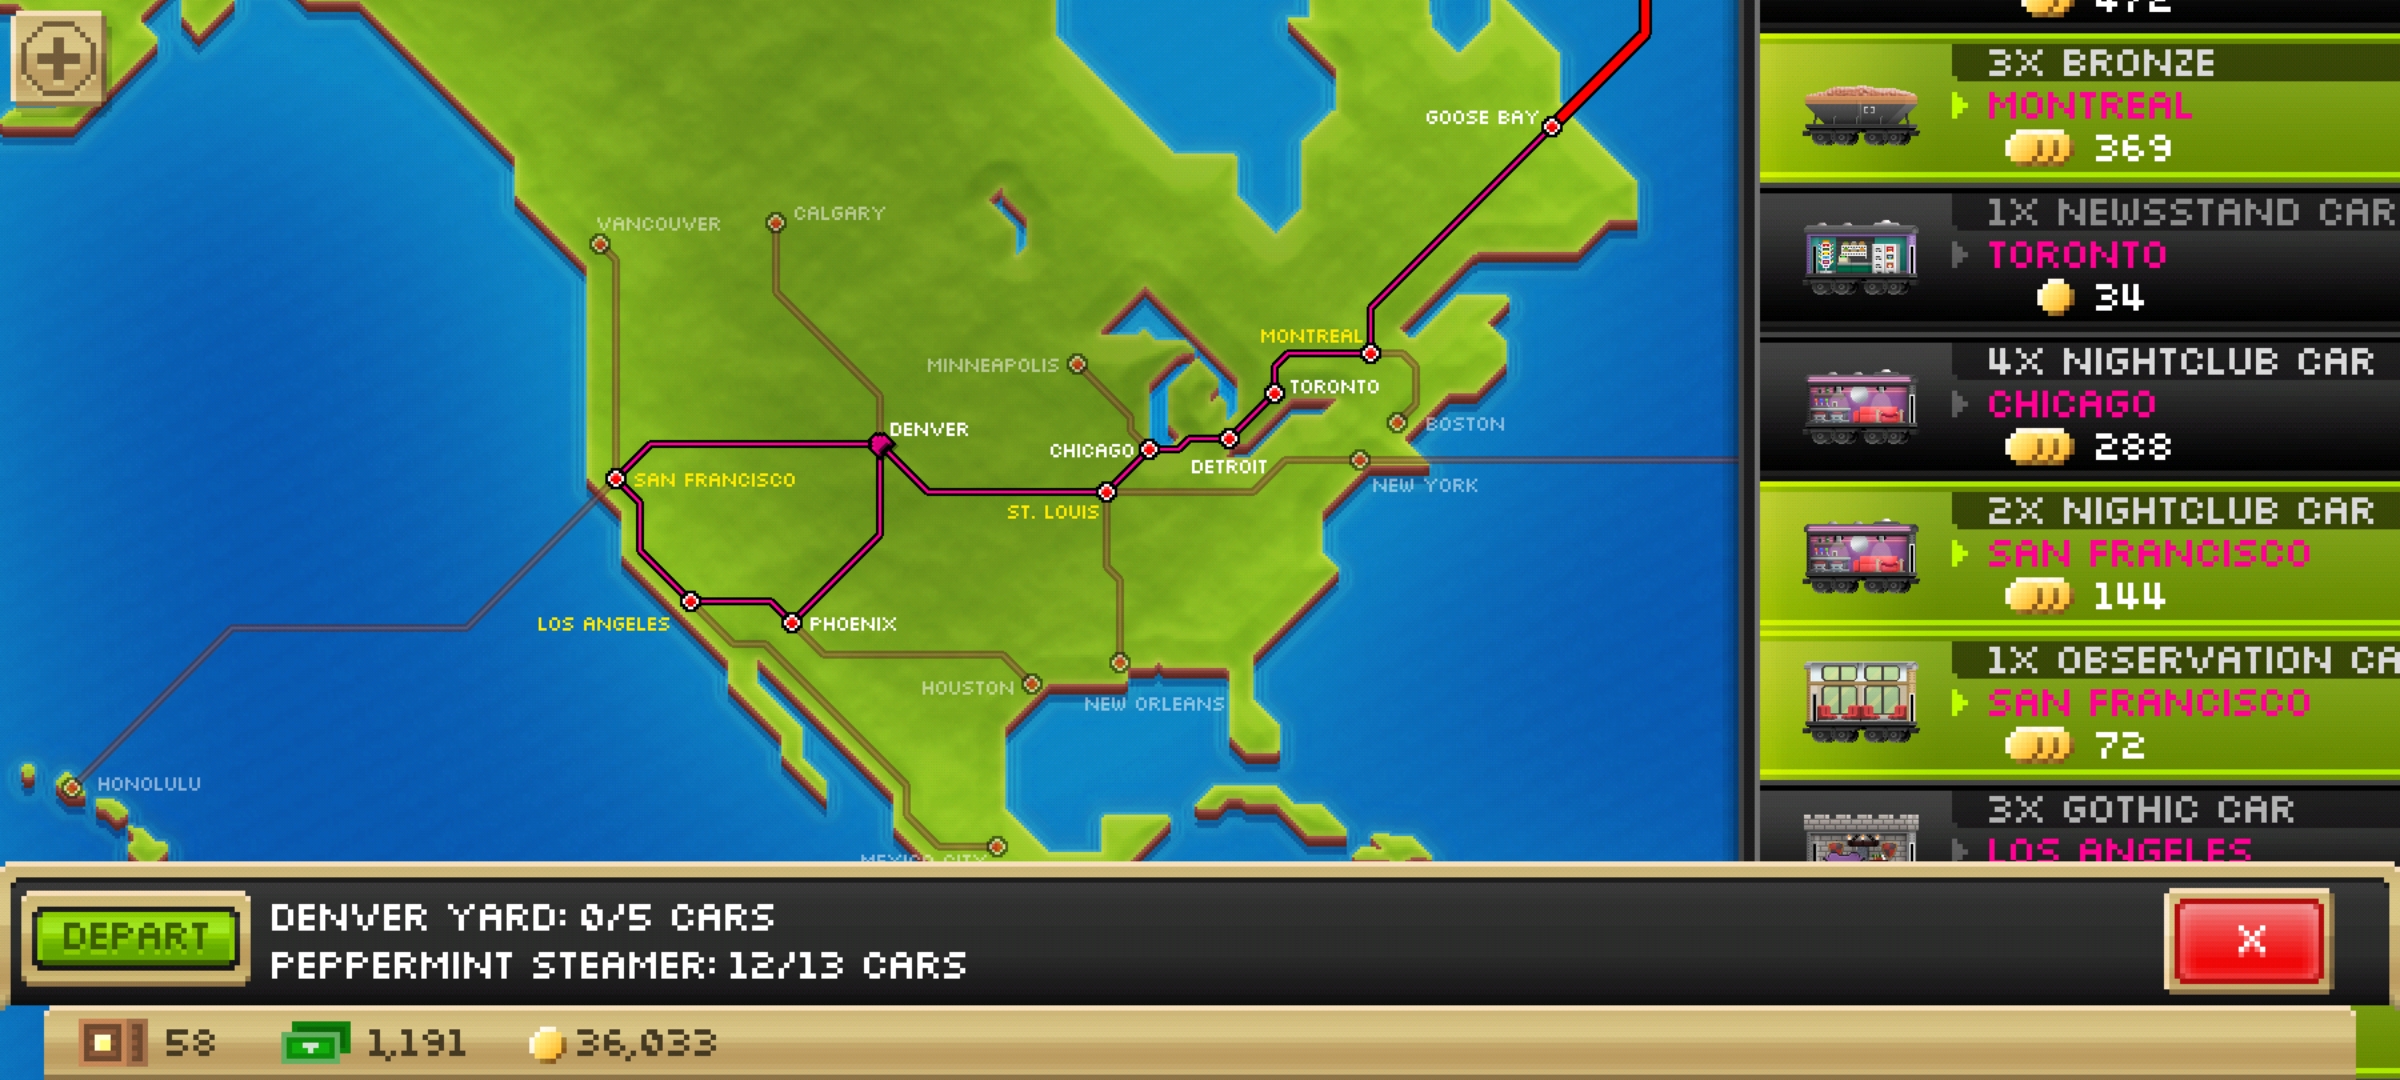 472
3X BRONZE
MONTREAL
369
1X NEWSSTAND CAR
TORONTO
34
4X NIGHTCLUB CAR
CHICAGO
288
2X NIGHTCLUB CAR
SAN FRANCISCO
144
1X OBSERVATION CA
SAN FRANCISCO
72
3X GOTHIC CAR
LOS ANGELES
GOOSE BAY
VANCOUVER
CALGARY
MONTREAL
MINNEAPOLIS
TORONTO
DENVER
BOSTON
CHICAGO
DETROIT
SAN FRANCISCO
NEW YORK
ST. LOUIS
LOS ANGELES
PHOENIX
HOUSTON
NEW ORLEANS
HONOLULU
MEXICO CITY
DEPART
DENVER YARD: 0/5 CARS
PEPPERMINT STEAMER: 12/13 CARS
X
58
1,191
36,033